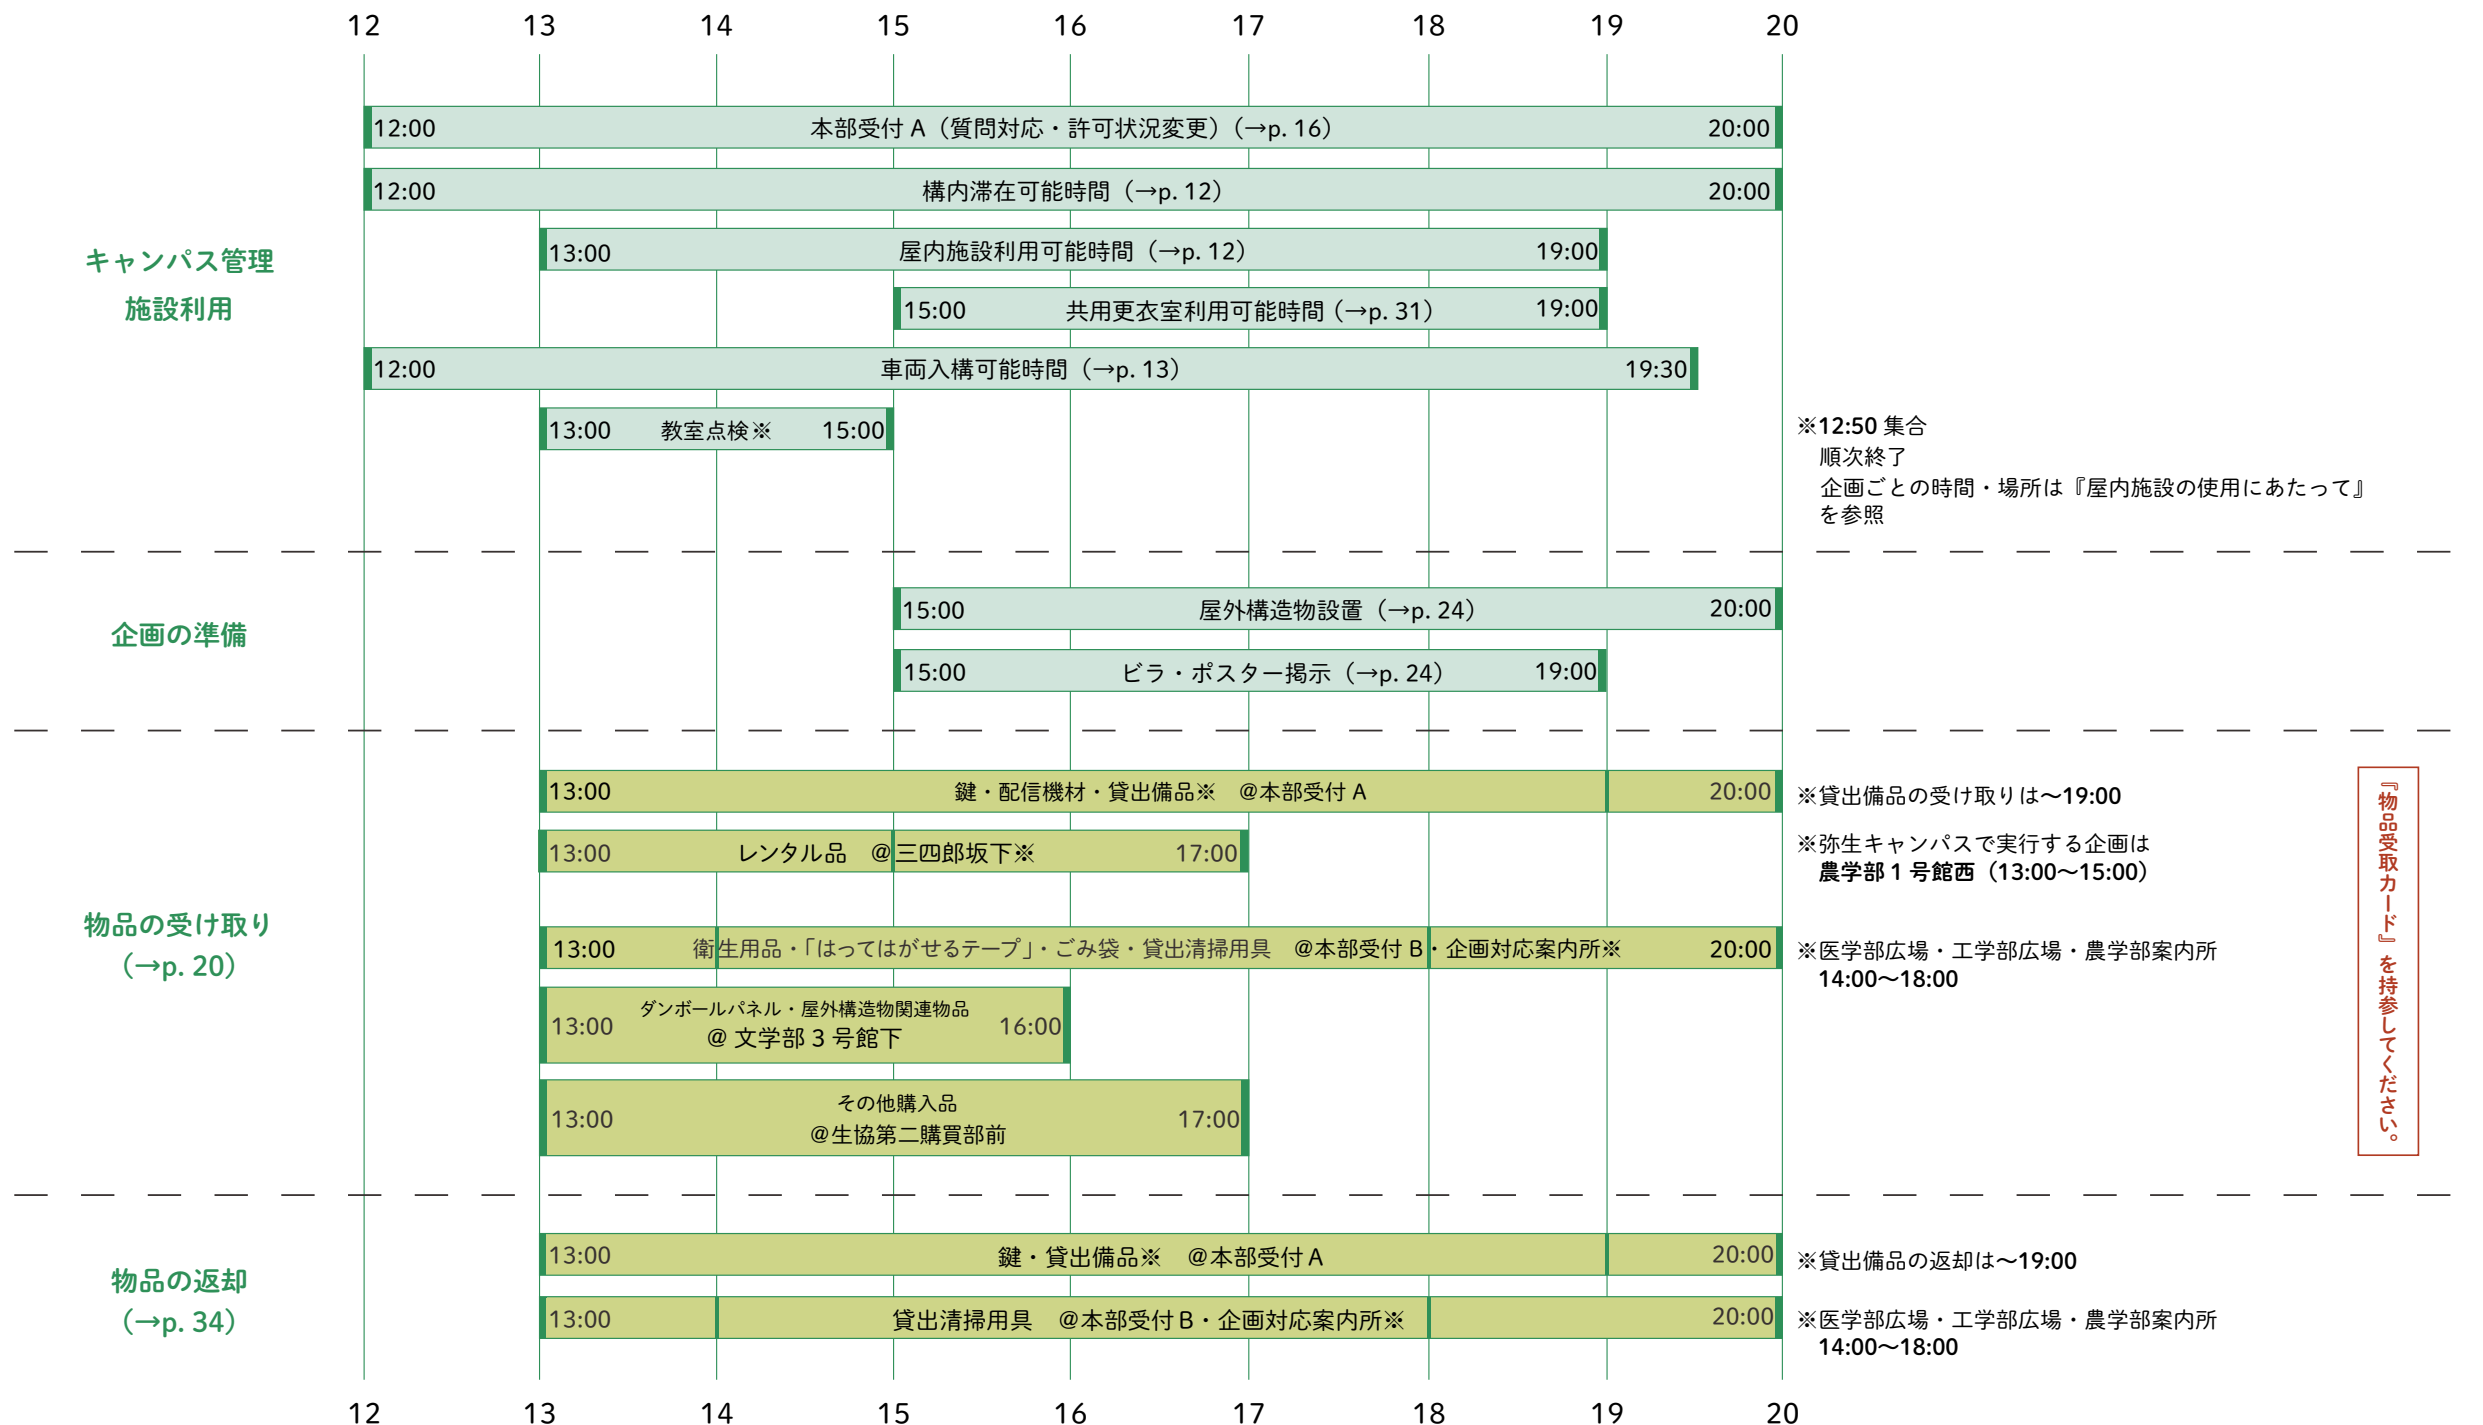 12 13 14 15 16 17 18 19 20
キャンパス管理
施設利用
12:00 本部受付 A（質問対応・許可状況変更）（→p. 16） 20:00
12:00 構内滞在可能時間（→p. 12） 20:00
13:00 屋内施設利用可能時間（→p. 12） 19:00
15:00 共用更衣室利用可能時間（→p. 31） 19:00
12:00 車両入構可能時間（→p. 13） 19:30
13:00 教室点検※ 15:00
※12:50 集合
順次終了
企画ごとの時間・場所は『屋内施設の使用にあたって』
を参照
企画の準備
15:00 屋外構造物設置（→p. 24） 20:00
15:00 ビラ・ポスター掲示（→p. 24） 19:00
物品の受け取り
（→p. 20）
13:00 鍵・配信機材・貸出備品※　@本部受付 A 20:00
※貸出備品の受け取りは〜19:00
13:00 レンタル品　@三四郎坂下※ 17:00
※弥生キャンパスで実行する企画は
農学部 1 号館西（13:00〜15:00）
13:00 衛生用品・「はってはがせるテープ」・ごみ袋・貸出清掃用具　@本部受付 B・企画対応案内所※ 20:00
※医学部広場・工学部広場・農学部案内所
14:00〜18:00
ダンボールパネル・屋外構造物関連物品
13:00 @ 文学部 3 号館下 16:00
その他購入品
13:00 @生協第二購買部前 17:00
『物品受取カード』を持参してください。
物品の返却
（→p. 34）
13:00 鍵・貸出備品※　@本部受付 A 20:00
※貸出備品の返却は〜19:00
13:00 貸出清掃用具　@本部受付 B・企画対応案内所※ 20:00
※医学部広場・工学部広場・農学部案内所
14:00〜18:00
12 13 14 15 16 17 18 19 20